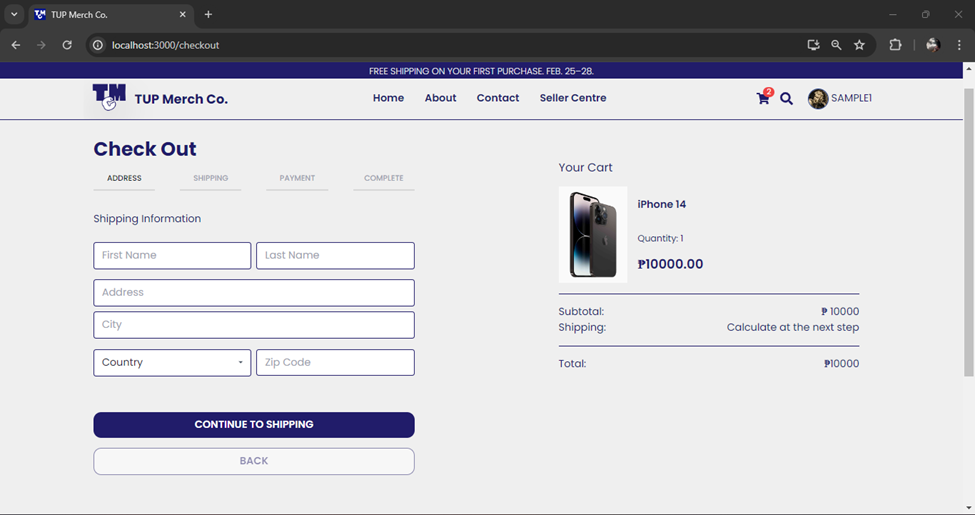 TUP Merch Co.
localhost:3000/checkout
FREE SHIPPING ON YOUR FIRST PURCHASE. FEB. 25–28.
TM TUP Merch Co. Home About Contact Seller Centre 2 SAMPLE1
Check Out
ADDRESS SHIPPING PAYMENT COMPLETE
Shipping Information
First Name Last Name
Address
City
Country Zip Code
CONTINUE TO SHIPPING
BACK
Your Cart
iPhone 14
Quantity: 1
₱10000.00
Subtotal: ₱ 10000
Shipping: Calculate at the next step
Total: ₱10000